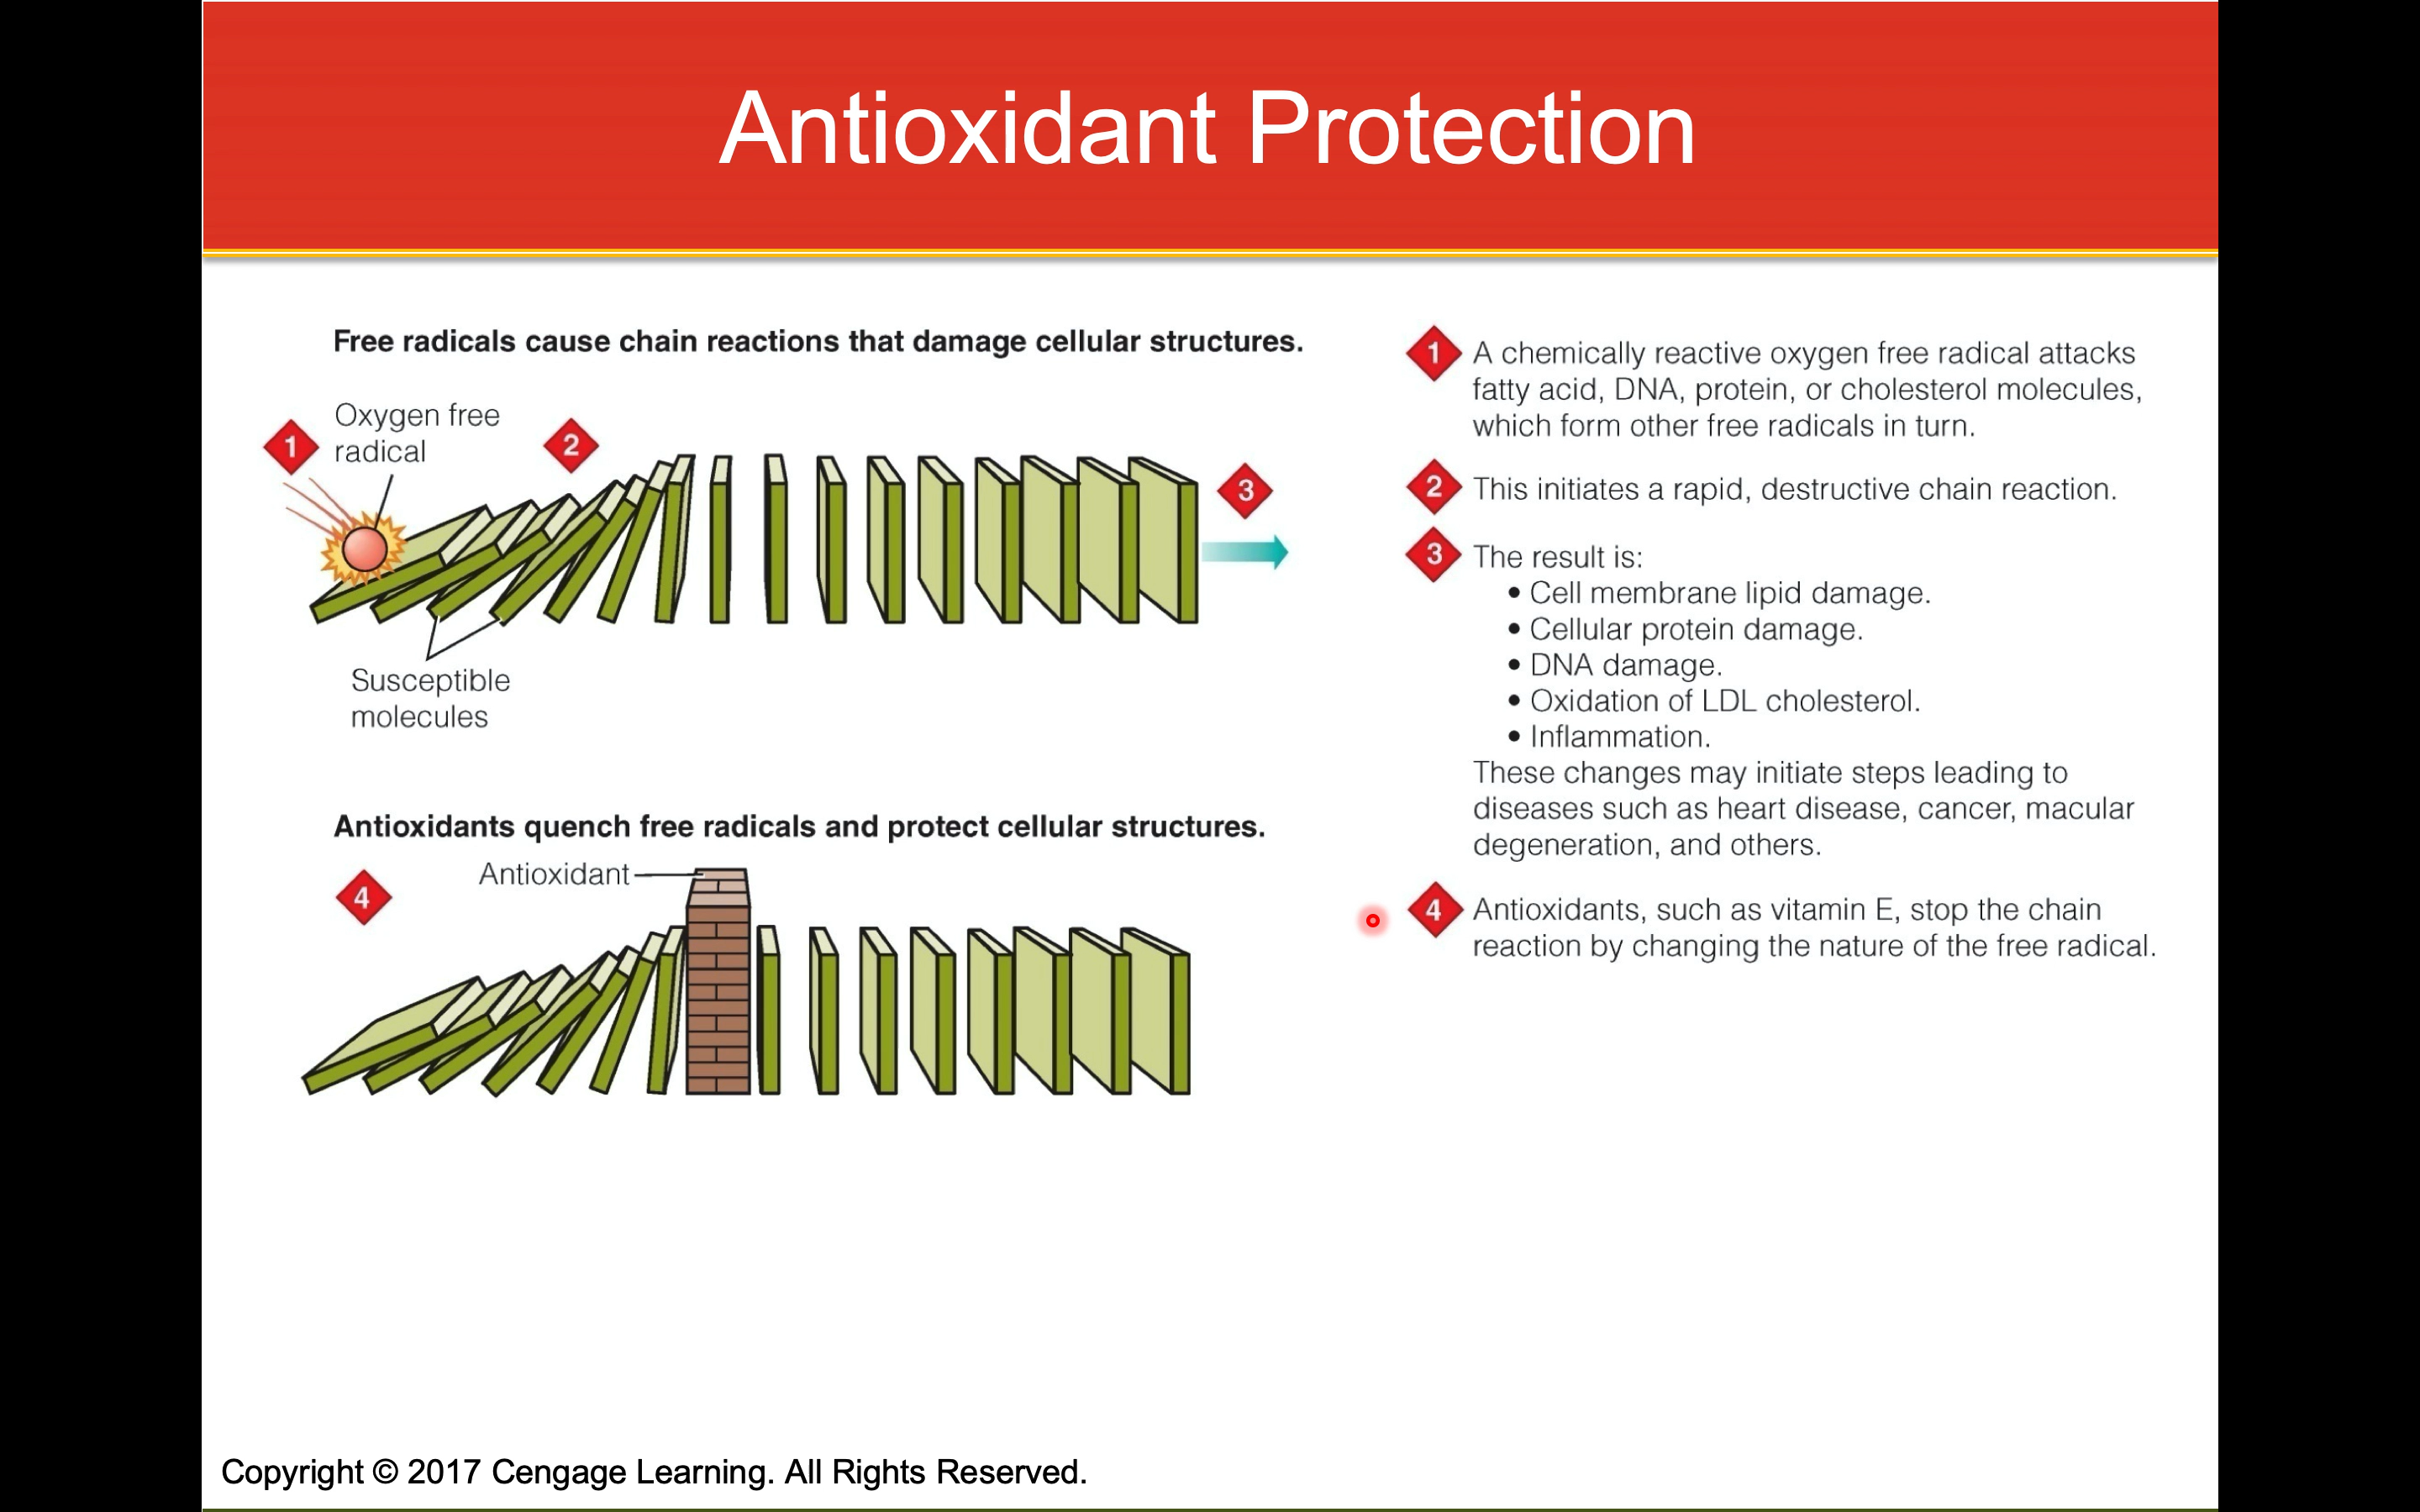 Antioxidant Protection
Free radicals cause chain reactions that damage cellular structures.
1
Oxygen free
radical
2
3
Susceptible
molecules
Antioxidants quench free radicals and protect cellular structures.
4
Antioxidant
1 A chemically reactive oxygen free radical attacks
fatty acid, DNA, protein, or cholesterol molecules,
which form other free radicals in turn.
2 This initiates a rapid, destructive chain reaction.
3 The result is:
• Cell membrane lipid damage.
• Cellular protein damage.
• DNA damage.
• Oxidation of LDL cholesterol.
• Inflammation.
These changes may initiate steps leading to
diseases such as heart disease, cancer, macular
degeneration, and others.
4 Antioxidants, such as vitamin E, stop the chain
reaction by changing the nature of the free radical.
Copyright © 2017 Cengage Learning. All Rights Reserved.